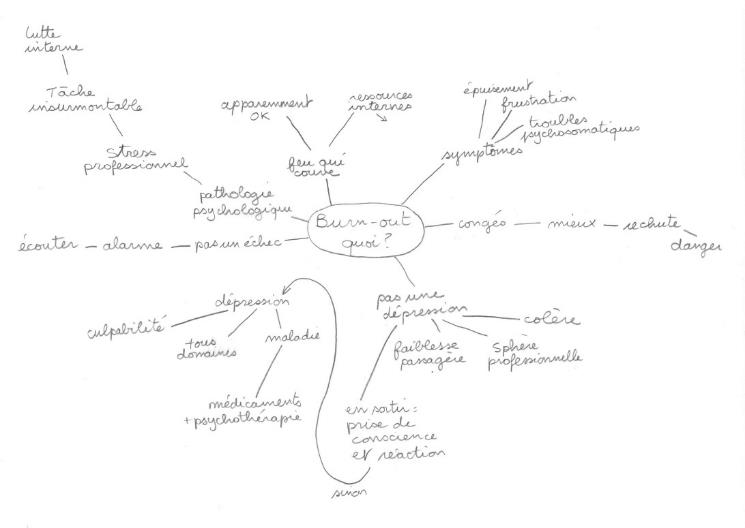 Lutte
interne
Tâche
insurmontable
Stress
professionnel
pathologie
psychologique
apparemment
OK
ressources
internes
feu qui
couve
épuisement
frustration
troubles
psychosomatiques
symptômes
Burn-out
quoi?
congés
mieux
rechute
danger
écouter
alarme
pas un échec
dépression
culpabilité
tous
domaines
maladie
médicaments
+ psychothérapie
pas une
dépression
colère
faiblesse
passagère
Sphère
professionnelle
en sortir:
prise de
conscience
et réaction
sinon